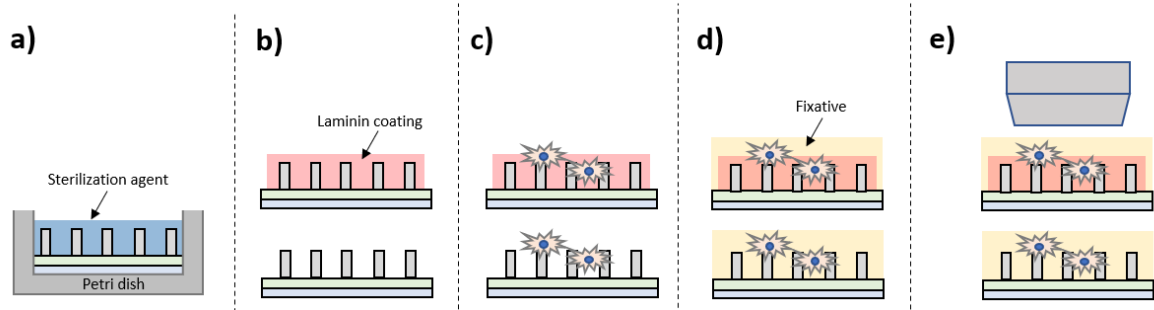 a)
b)
c)
d)
e)
Sterilization agent
Petri dish
Laminin coating
Fixative